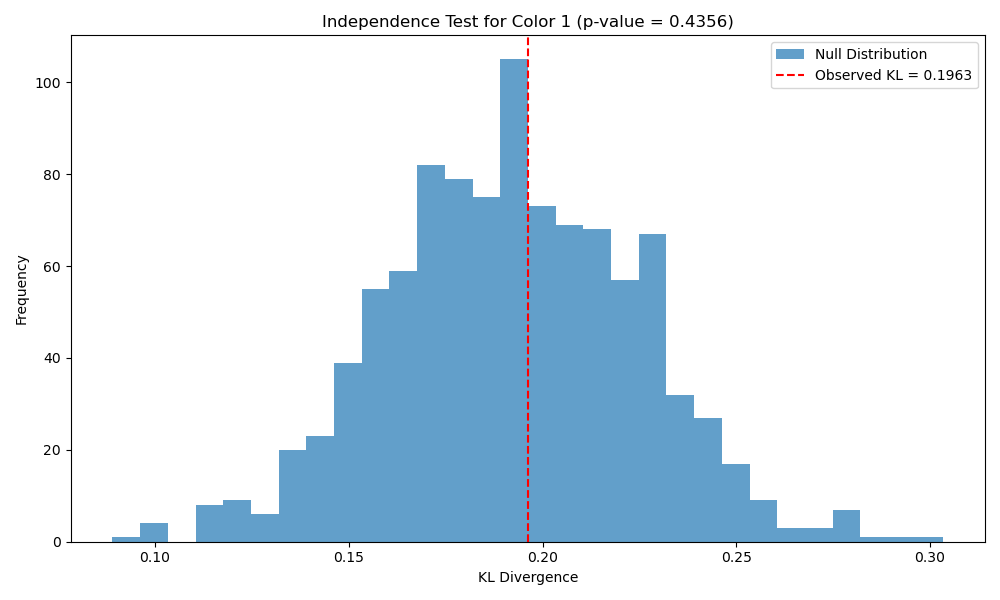 Independence Test for Color 1 (p-value = 0.4356)
Null Distribution
Observed KL = 0.1963
Frequency
100
80
60
40
20
0
0.10
0.15
0.20
0.25
0.30
KL Divergence